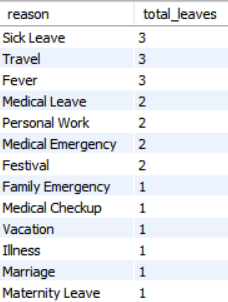 reason total_leaves
Sick Leave 3
Travel 3
Fever 3
Medical Leave 2
Personal Work 2
Medical Emergency 2
Festival 2
Family Emergency 1
Medical Checkup 1
Vacation 1
Illness 1
Marriage 1
Maternity Leave 1